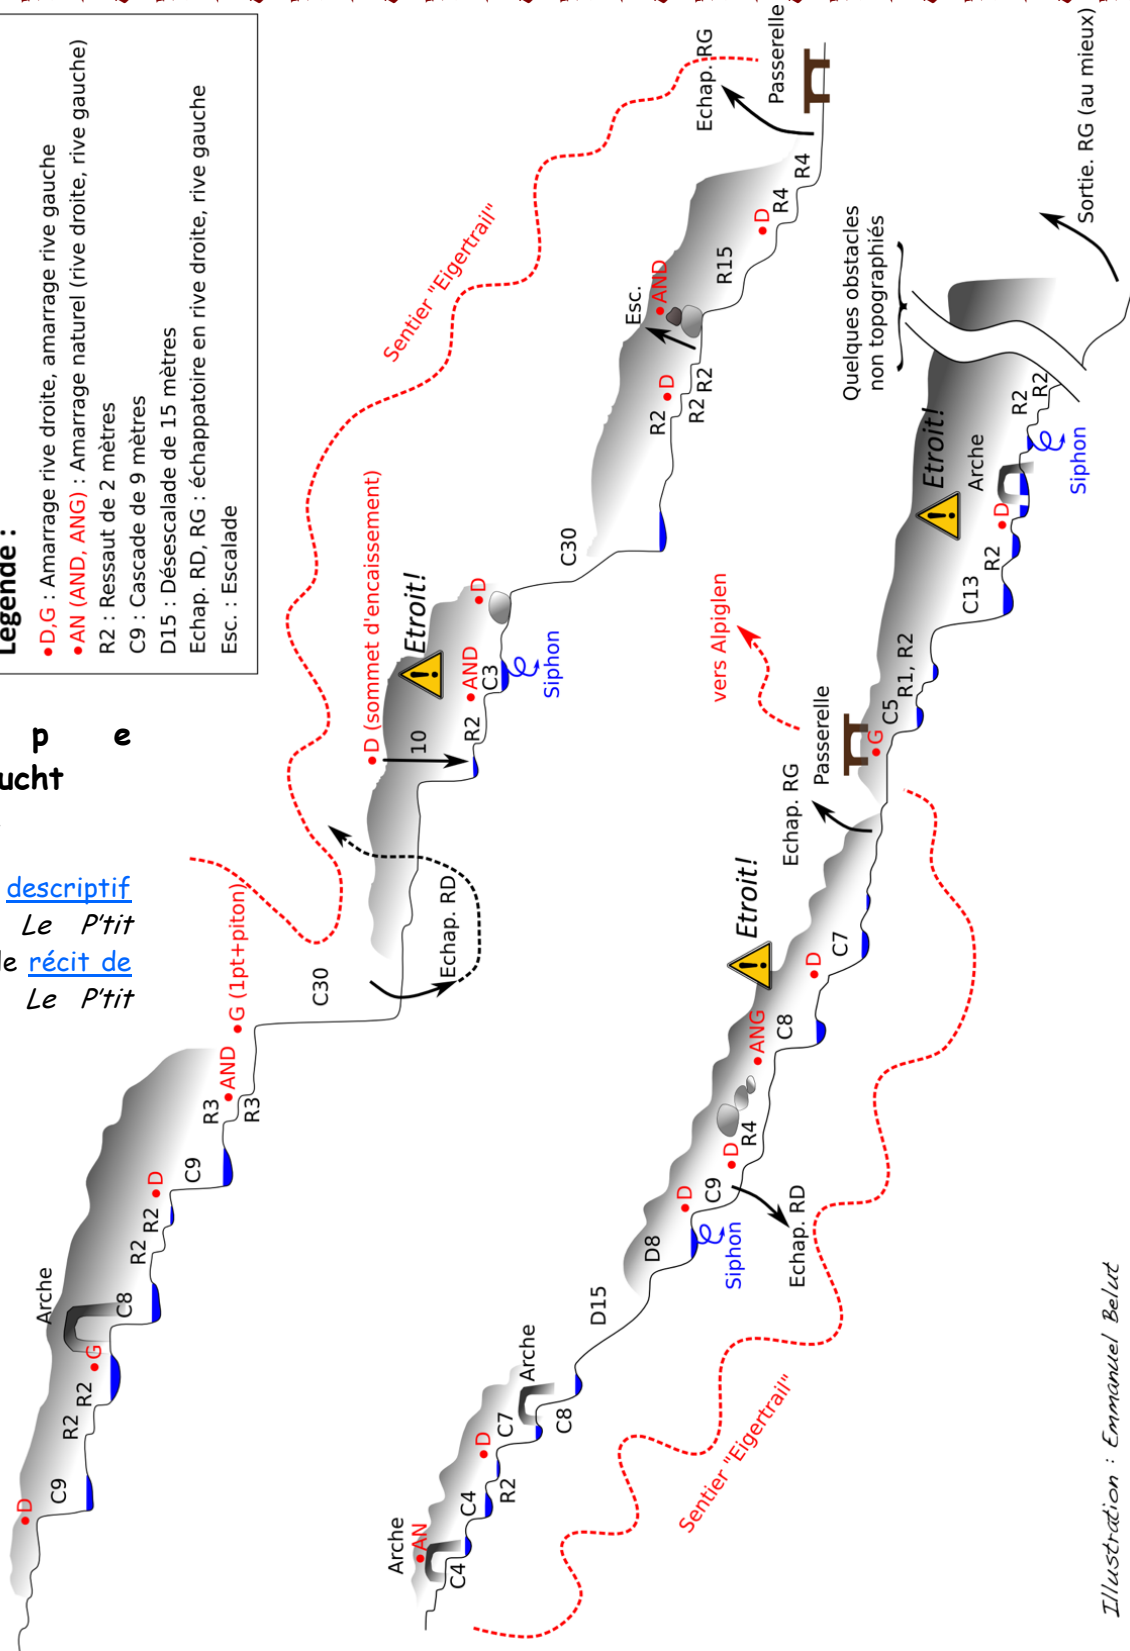 Légende :
D,G : Amarrage rive droite, amarrage rive gauche
AN (AND, ANG) : Amarrage naturel (rive droite, rive gauche)
R2 : Ressaut de 2 mètres
C9 : Cascade de 9 mètres
D15 : Désescalade de 15 mètres
Echap. RD, RG : échappatoire en rive droite, rive gauche
Esc. : Escalade
p e
ucht
descriptif
Le P'tit
le récit de
Le P'tit
D
C9
R2
R2
G
Arche
C8
R2
R2
D
C9
R3
AND
R3
G (1pt+piton)
C30
Echap. RD
D (sommet d'encaissement)
10
R2
AND
C3
Etroit!
Siphon
D
C30
Sentier "Eigertrail"
R2
D
R2
R2
Esc.
AND
R15
D
R4
R4
Echap. RG
Passerelle
Arche
AN
C4
C4
R2
D
C7
Arche
C8
D15
D8
Siphon
D
C9
D
R4
Echap. RD
ANG
C8
Etroit!
D
C7
Echap. RG
Passerelle
G
C5
R1, R2
vers Alpiglen
C13
R2
D
Arche
Etroit!
Siphon
R2
R2
Quelques obstacles
non topographiés
Sortie. RG (au mieux)
Sentier "Eigertrail"
Illustration : Emmanuel Belut